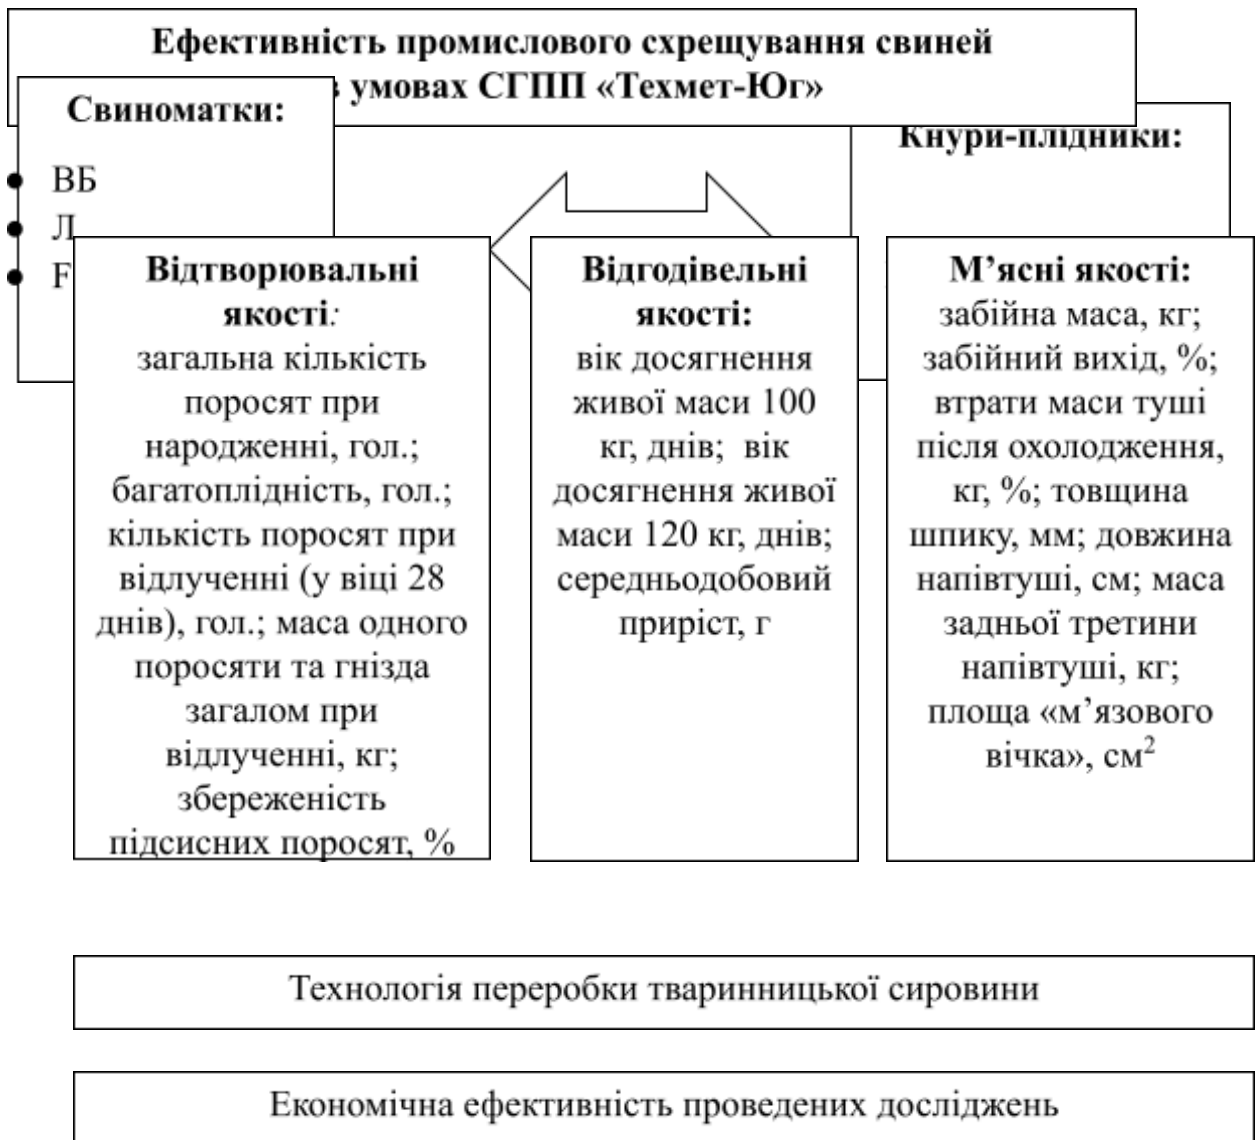 Ефективність промислового схрещування свиней
в умовах СГПП «Техмет-Юг»
Свиноматки:
ВБ
Л
F
Кнури-плідники:
Відтворювальні
якості:
загальна кількість
поросят при
народженні, гол.;
багатоплідність, гол.;
кількість поросят при
відлученні (у віці 28
днів), гол.; маса одного
поросяти та гнізда
загалом при
відлученні, кг;
збереженість
підсисних поросят, %
Відгодівельні
якості:
вік досягнення
живої маси 100
кг, днів; вік
досягнення живої
маси 120 кг, днів;
середньодобовий
приріст, г
М’ясні якості:
забійна маса, кг;
забійний вихід, %;
втрати маси туші
після охолодження,
кг, %; товщина
шпику, мм; довжина
напівтуші, см; маса
задньої третини
напівтуші, кг;
площа «м’язового
вічка», см²
Технологія переробки тваринницької сировини
Економічна ефективність проведених досліджень